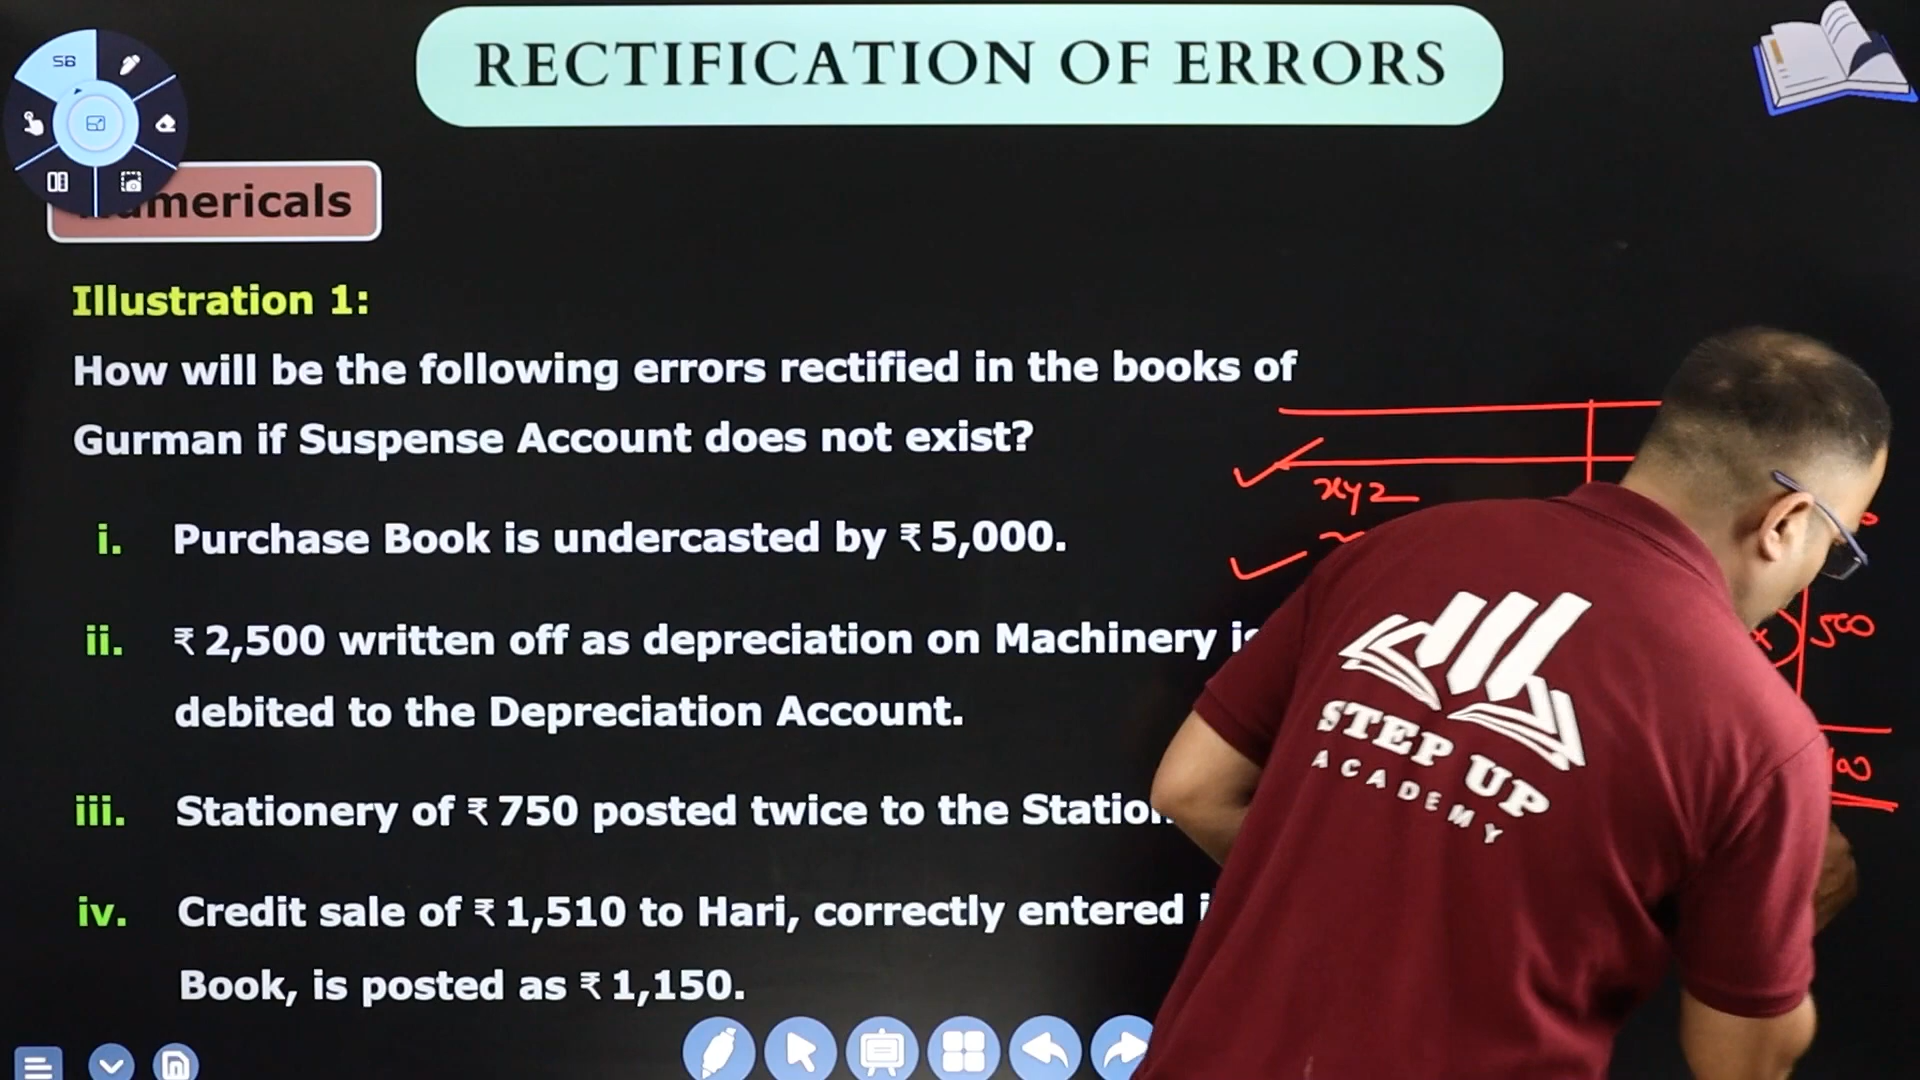 RECTIFICATION OF ERRORS
56
mericals
Illustration 1:
How will be the following errors rectified in the books of
Gurman if Suspense Account does not exist?
i. Purchase Book is undercasted by ₹ 5,000.
ii. ₹ 2,500 written off as depreciation on Machinery is
debited to the Depreciation Account.
iii. Stationery of ₹ 750 posted twice to the Station
iv. Credit sale of ₹ 1,510 to Hari, correctly entered i
Book, is posted as ₹ 1,150.
xyz
500
STEP UP
ACADEMY